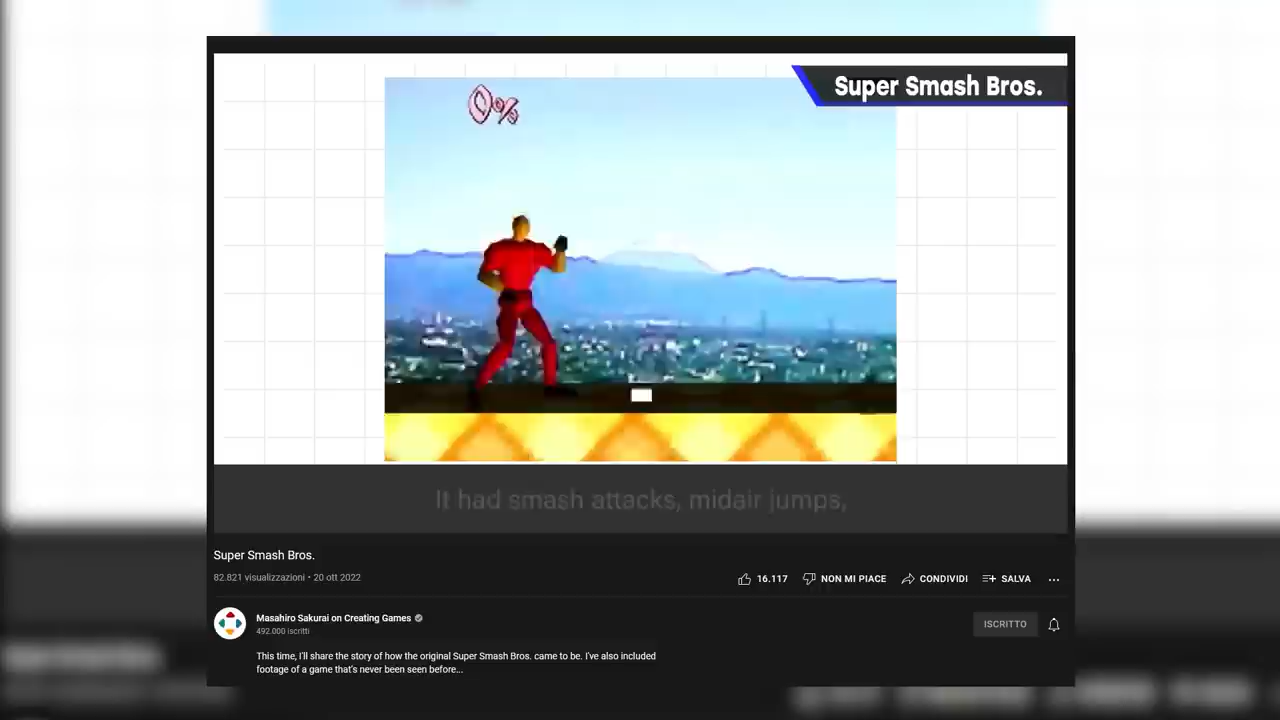 Super Smash Bros.
0%
It had smash attacks, midair jumps,
Super Smash Bros.
82.821 visualizzazioni • 20 ott 2022
16.117 NON MI PIACE CONDIVIDI SALVA
Masahiro Sakurai on Creating Games
492.000 iscritti
ISCRITTO
This time, I'll share the story of how the original Super Smash Bros. came to be. I've also included
footage of a game that's never been seen before...